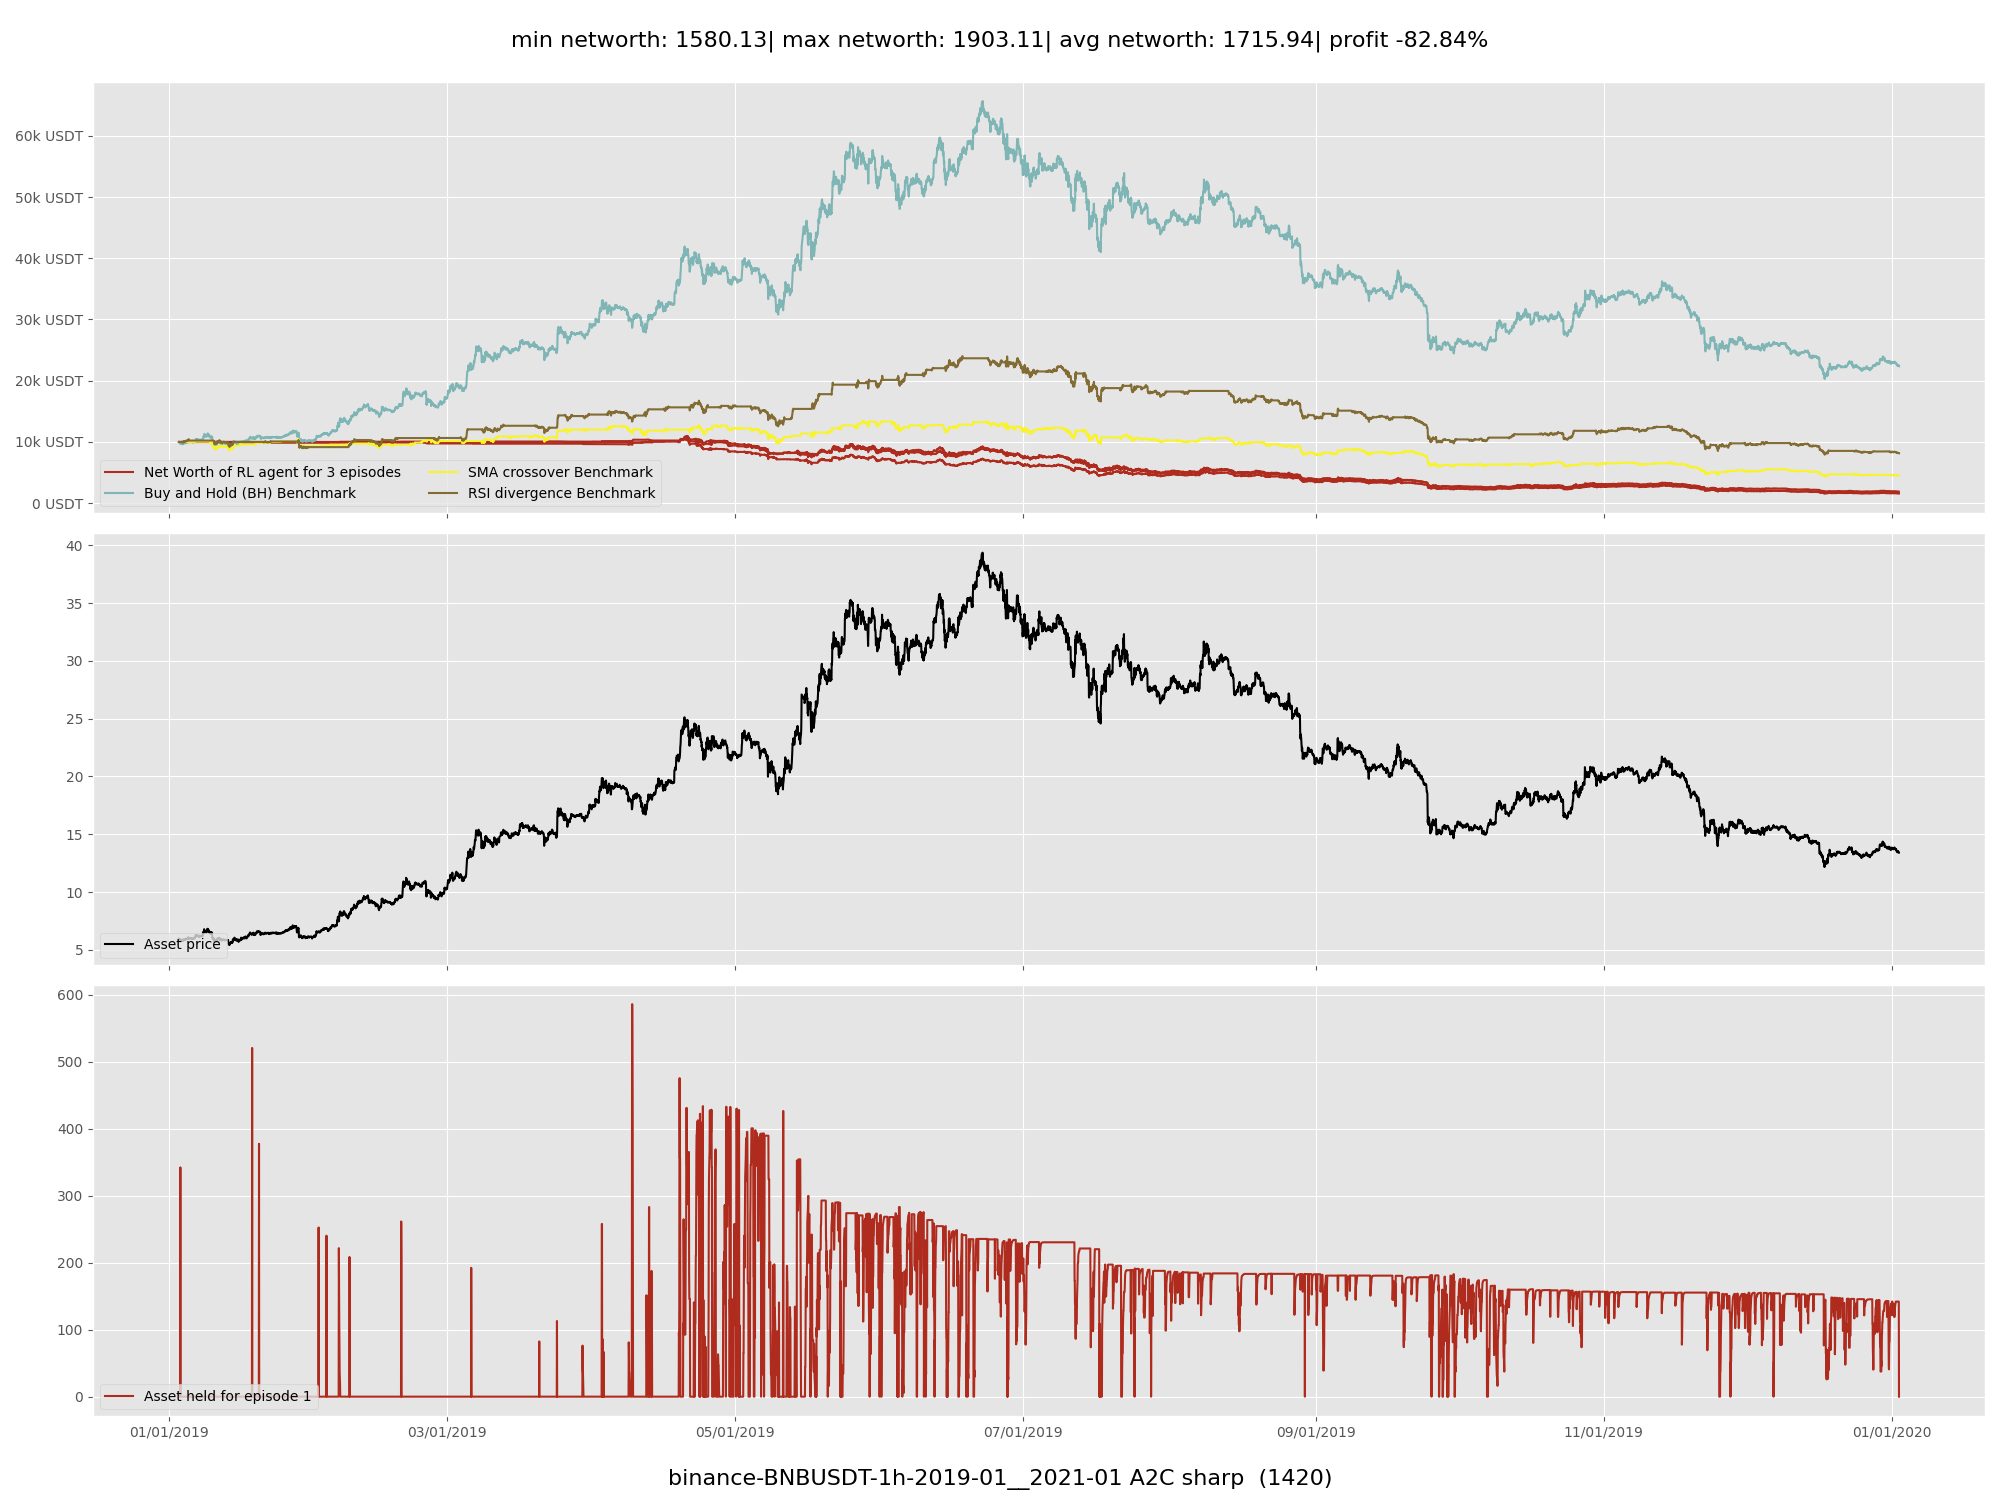 min networth: 1580.13| max networth: 1903.11| avg networth: 1715.94| profit -82.84%
60k USDT
50k USDT
40k USDT
30k USDT
20k USDT
10k USDT
0 USDT
Net Worth of RL agent for 3 episodes
Buy and Hold (BH) Benchmark
SMA crossover Benchmark
RSI divergence Benchmark
40
35
30
25
20
15
10
5
Asset price
600
500
400
300
200
100
0
Asset held for episode 1
01/01/2019 03/01/2019 05/01/2019 07/01/2019 09/01/2019 11/01/2019 01/01/2020
binance-BNBUSDT-1h-2019-01__2021-01 A2C sharp (1420)